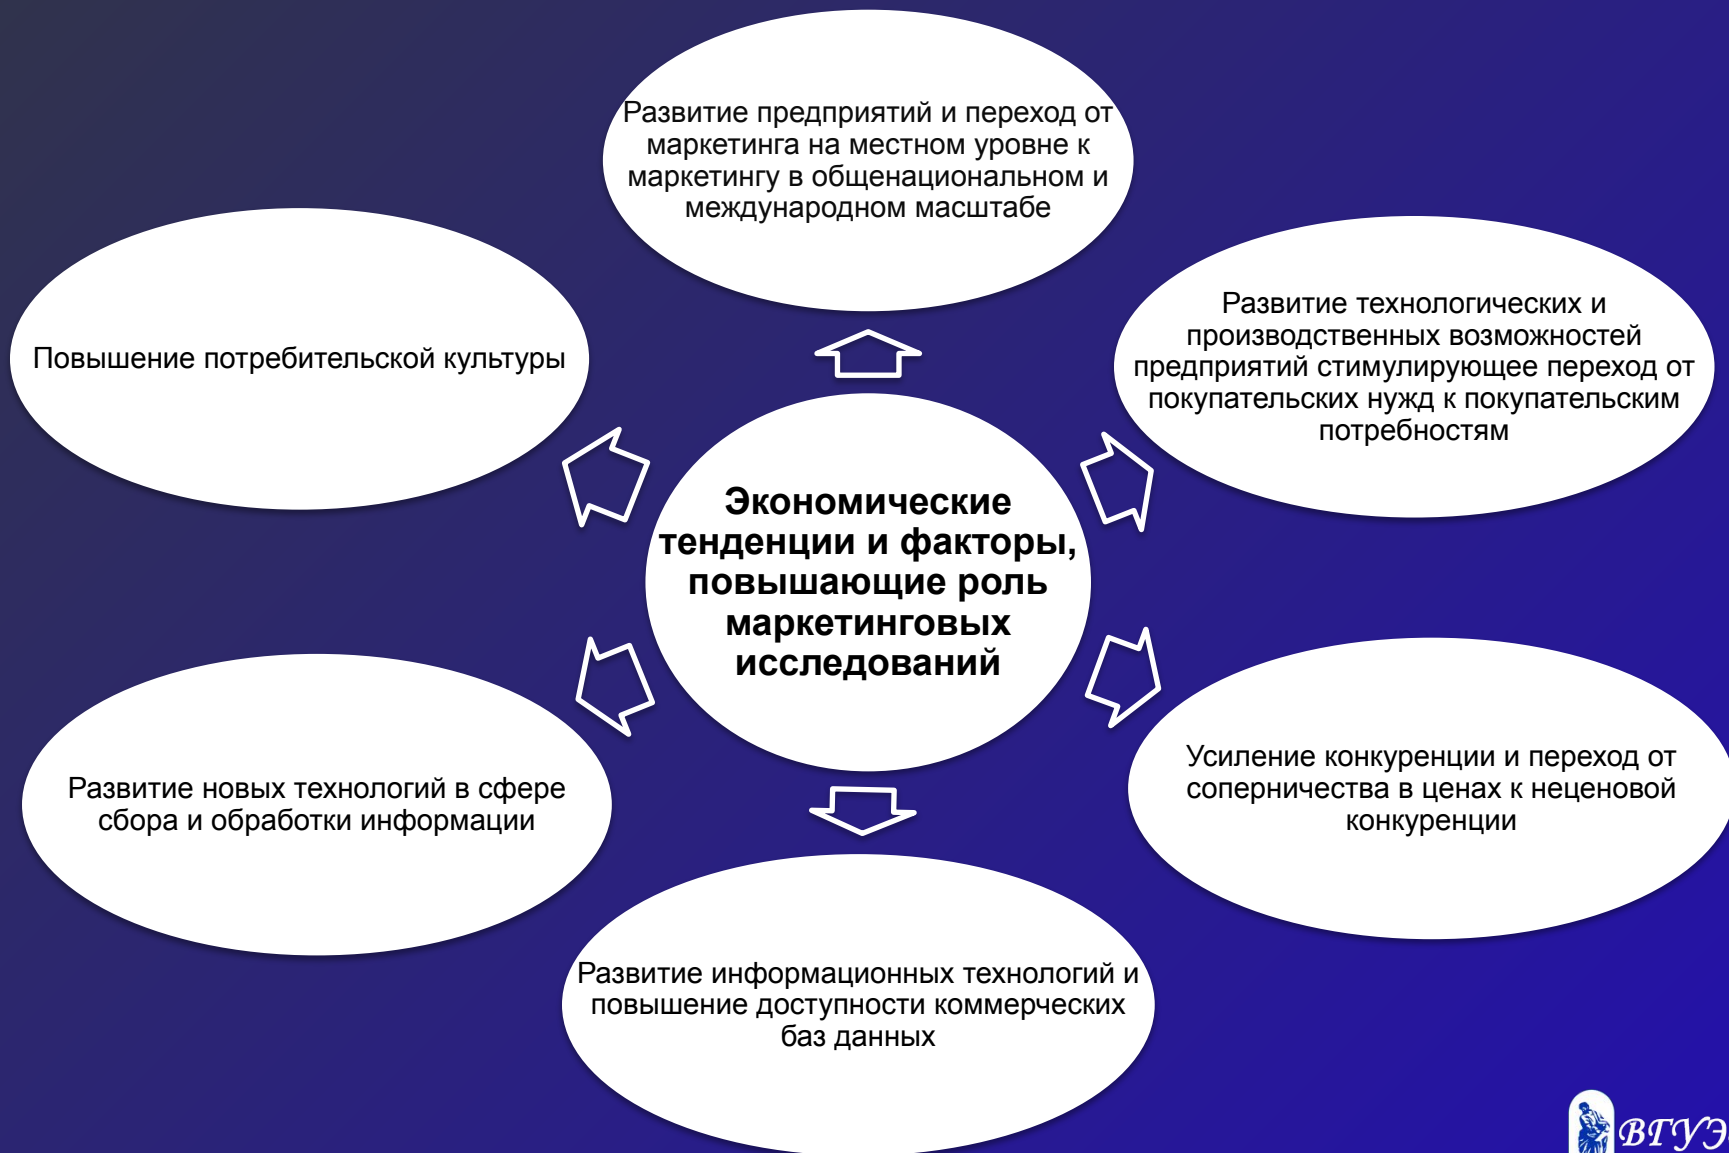 Развитие предприятий и переход от
маркетинга на местном уровне к
маркетингу в общенациональном и
международном масштабе
Повышение потребительской культуры
Развитие технологических и
производственных возможностей
предприятий стимулирующее переход от
покупательских нужд к покупательским
потребностям
Экономические
тенденции и факторы,
повышающие роль
маркетинговых
исследований
Развитие новых технологий в сфере
сбора и обработки информации
Усиление конкуренции и переход от
соперничества в ценах к неценовой
конкуренции
Развитие информационных технологий и
повышение доступности коммерческих
баз данных